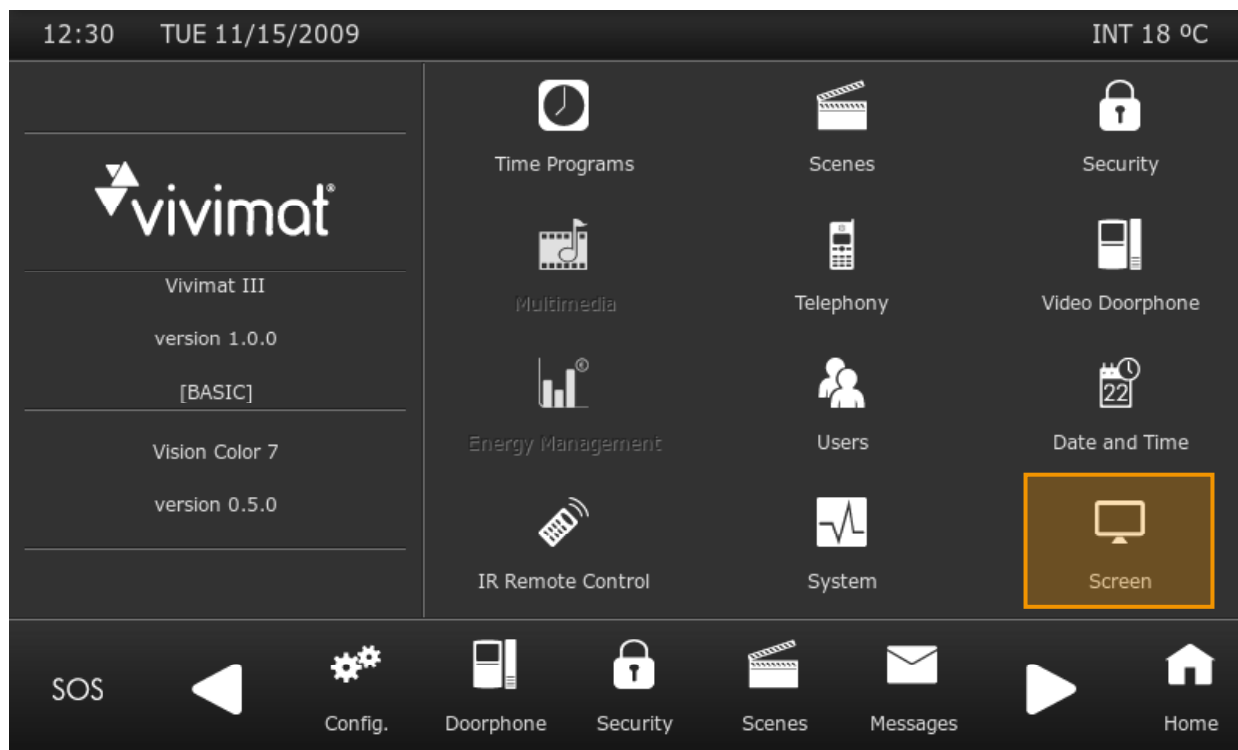 12:30 TUE 11/15/2009 INT 18 ºC
vivimat®
Vivimat III
version 1.0.0
[BASIC]
Vision Color 7
version 0.5.0
Time Programs Scenes Security
Multimedia Telephony Video Doorphone
€
22
Energy Management Users Date and Time
IR Remote Control System Screen
SOS Config. Doorphone Security Scenes Messages Home